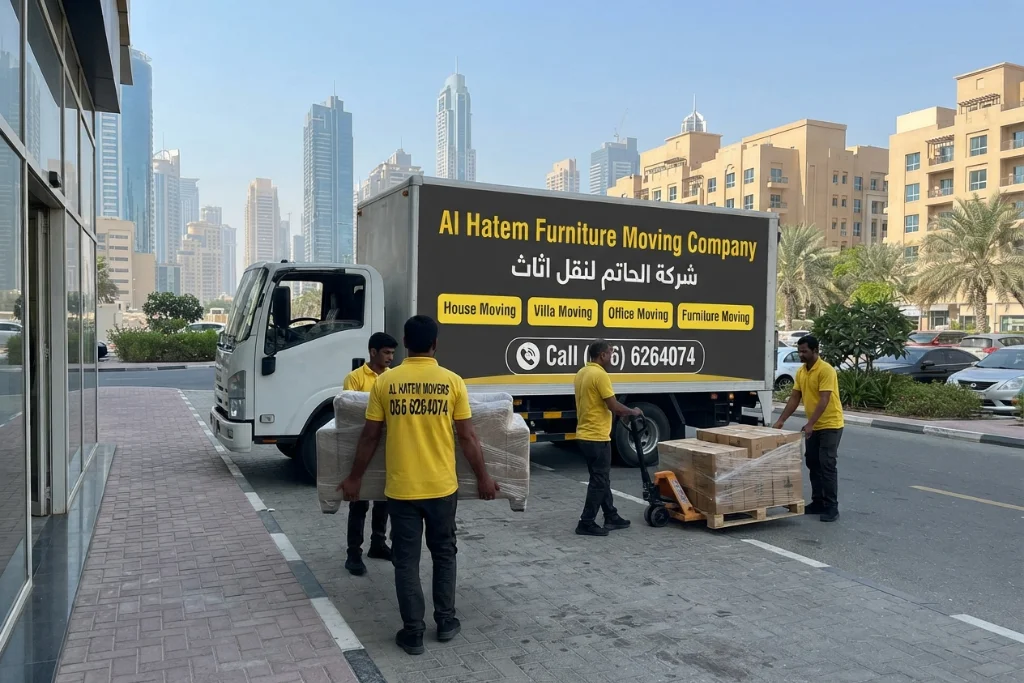 Al Hatem Furniture Moving Company
شركة الحاتم لنقل اثاث
House Moving Villa Moving Office Moving Furniture Moving
Call ( 6) 6264074
AL HATEM MOVERS
056 6264074